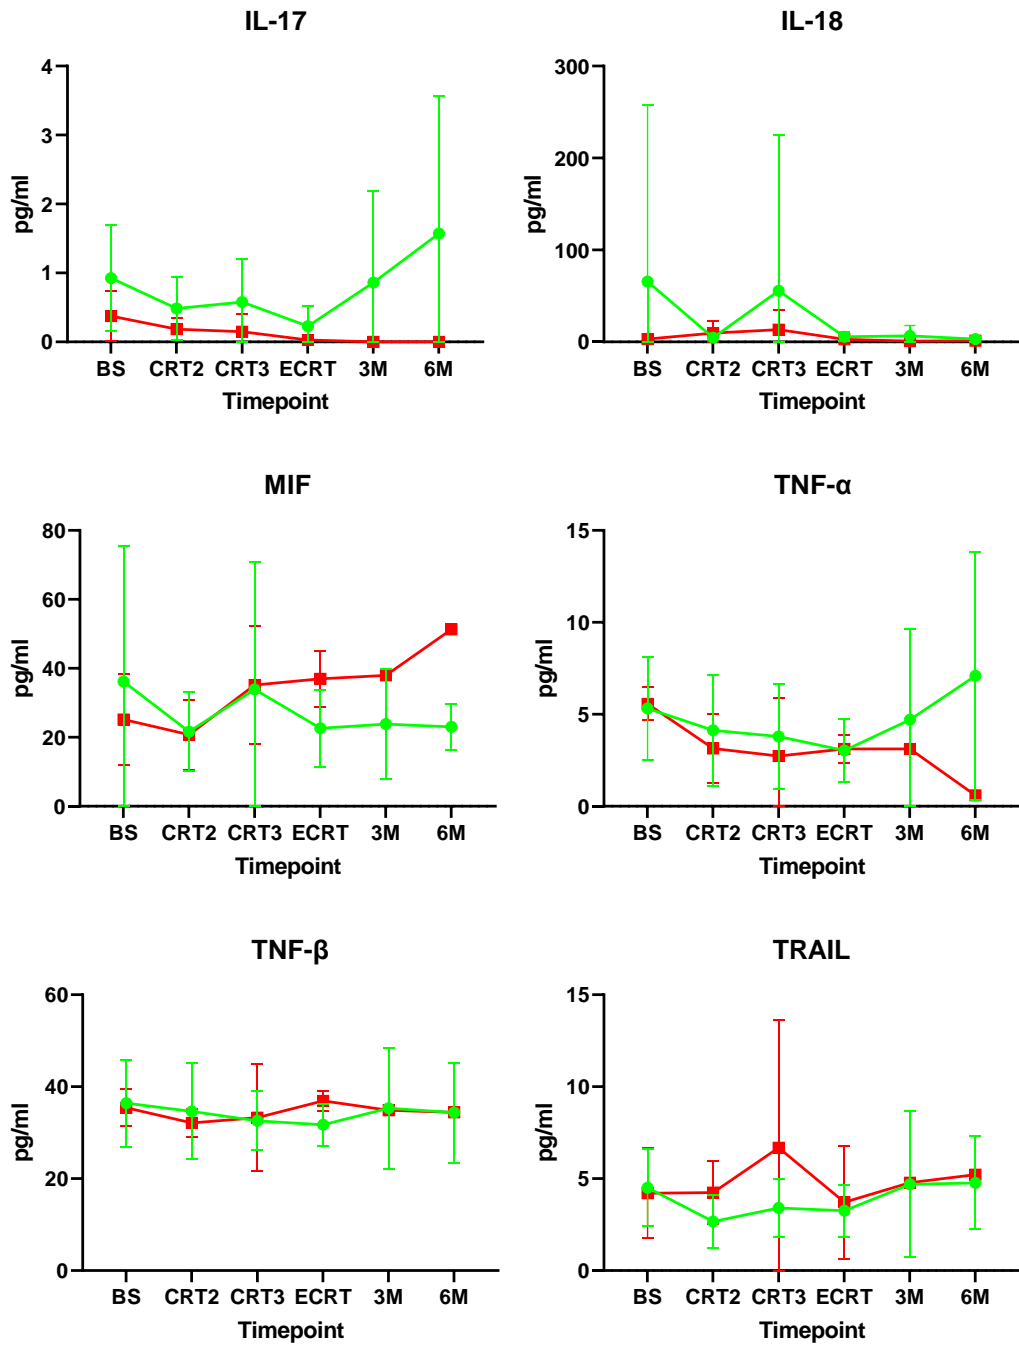 IL-17
4
3
2
1
0
pg/ml
BS CRT2 CRT3 ECRT 3M 6M
Timepoint
IL-18
300
200
100
0
pg/ml
BS CRT2 CRT3 ECRT 3M 6M
Timepoint
MIF
80
60
40
20
0
pg/ml
BS CRT2 CRT3 ECRT 3M 6M
Timepoint
TNF-α
15
10
5
0
pg/ml
BS CRT2 CRT3 ECRT 3M 6M
Timepoint
TNF-β
60
40
20
0
pg/ml
BS CRT2 CRT3 ECRT 3M 6M
Timepoint
TRAIL
15
10
5
0
pg/ml
BS CRT2 CRT3 ECRT 3M 6M
Timepoint